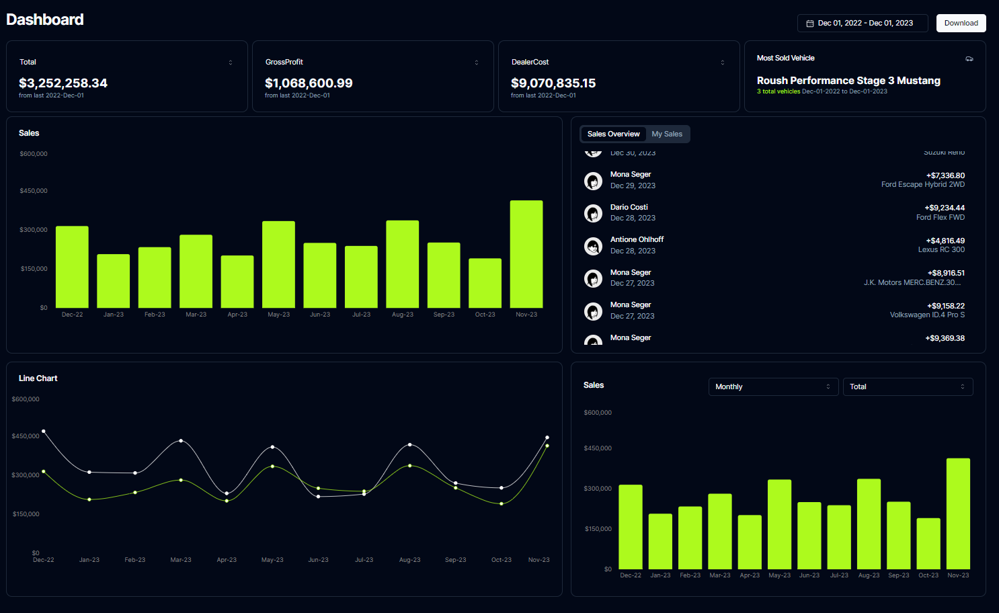 Dashboard
Dec 01, 2022 - Dec 01, 2023
Download
Total
$3,252,258.34
from last 2022-Dec-01
GrossProfit
$1,068,600.99
from last 2022-Dec-01
DealerCost
$9,070,835.15
from last 2022-Dec-01
Most Sold Vehicle
Roush Performance Stage 3 Mustang
3 total vehicles Dec-01-2022 to Dec-01-2023
Sales
$600,000
$450,000
$300,000
$150,000
$0
Dec-22 Jan-23 Feb-23 Mar-23 Apr-23 May-23 Jun-23 Jul-23 Aug-23 Sep-23 Oct-23 Nov-23
Sales Overview My Sales
Dec 30, 2023 Suzuki Reno
Mona Seger +$7,336.80
Dec 29, 2023 Ford Escape Hybrid 2WD
Dario Costi +$9,234.44
Dec 28, 2023 Ford Flex FWD
Antione Ohlhoff +$4,816.49
Dec 28, 2023 Lexus RC 300
Mona Seger +$8,916.51
Dec 27, 2023 J.K. Motors MERC.BENZ.30...
Mona Seger +$9,158.22
Dec 27, 2023 Volkswagen ID.4 Pro S
Mona Seger +$9,369.38
Line Chart
$600,000
$450,000
$300,000
$150,000
$0
Dec-22 Jan-23 Feb-23 Mar-23 Apr-23 May-23 Jun-23 Jul-23 Aug-23 Sep-23 Oct-23 Nov-23
Sales
Monthly
Total
$600,000
$450,000
$300,000
$150,000
$0
Dec-22 Jan-23 Feb-23 Mar-23 Apr-23 May-23 Jun-23 Jul-23 Aug-23 Sep-23 Oct-23 Nov-23